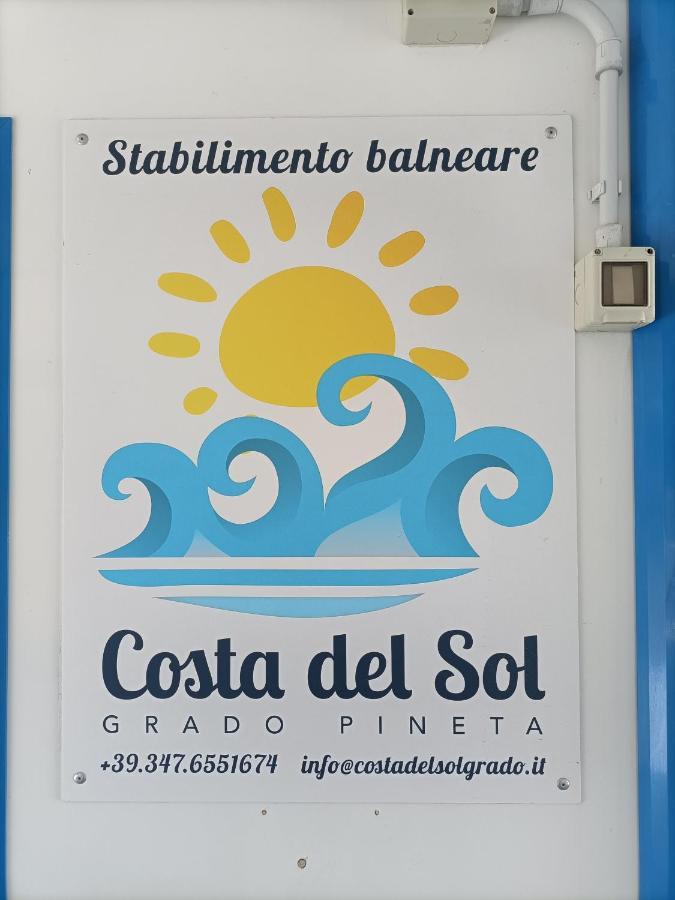 Stabilimento balneare
Costa del Sol
GRADO PINETA
+39.347.6551674 info@costadelsolgrado.it